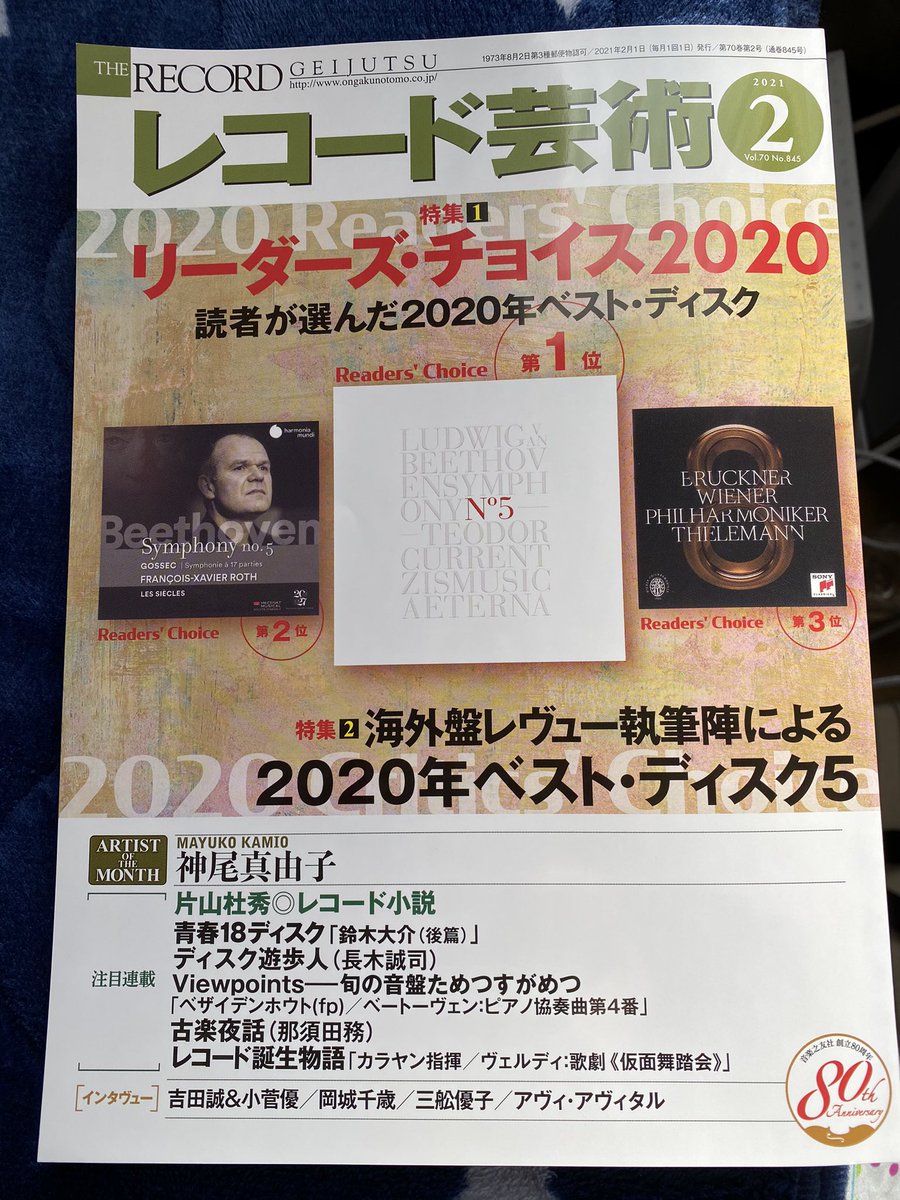 THE RECORD GEIJUTSU
http://www.ongakunotomo.co.jp/
1973年8月2日第3種郵便物認可／2021年2月1日（毎月1回1日）発行／第70巻第2号（通巻845号）
レコード芸術
2021
2
Vol.70 No.845
2020 Readers' Choice
特集1
リーダーズ・チョイス2020
読者が選んだ2020年ベスト・ディスク
Readers' Choice 第1位
harmonia mundi
Beethoven
Symphony no. 5
GOSSEC | Symphonie à 17 parties
FRANÇOIS-XAVIER ROTH
LES SIÈCLES
Readers' Choice 第2位
LUDWIG VAN
BEETHOV
ENSYMPH
ONY Nº5
TEODOR
CURRENT
ZISMUSIC
AETERNA
8
BRUCKNER
WIENER
PHILHARMONIKER
THIELEMANN
SONY
CLASSICAL
Readers' Choice 第3位
特集2 海外盤レヴュー執筆陣による
2020年ベスト・ディスク5
ARTIST OF THE MONTH
MAYUKO KAMIO
神尾真由子
注目連載
片山杜秀◎レコード小説
青春18ディスク「鈴木大介（後篇）」
ディスク遊歩人（長木誠司）
Viewpoints──旬の音盤ためつすがめつ
「ベザイデンホウト(fp)／ベートーヴェン:ピアノ協奏曲第4番」
古楽夜話（那須田務）
レコード誕生物語「カラヤン指揮／ヴェルディ:歌劇《仮面舞踏会》」
[インタヴュー] 吉田誠&小菅優／岡城千歳／三舩優子／アヴィ・アヴィタル
音楽之友社 創立80周年
80th
Anniversary